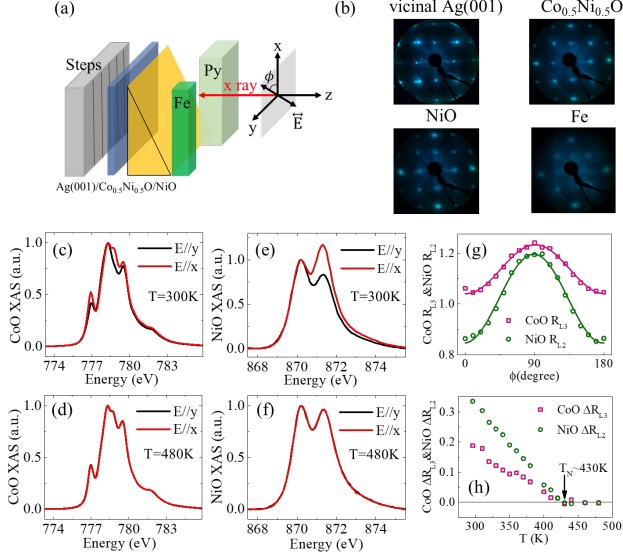 (a)
Steps
Py
Fe
x ray
ϕ
x
z
y
E
Ag(001)/Co0.5Ni0.5O/NiO
(b)
vicinal Ag(001)
Co0.5Ni0.5O
NiO
Fe
(c)
E//y
E//x
T=300K
CoO XAS (a.u.)
0.0
0.5
1.0
774
777
780
783
Energy (eV)
(e)
E//y
E//x
T=300K
NiO XAS (a.u.)
0.0
0.5
1.0
868
870
872
874
Energy (eV)
(g)
CoO RL3
NiO RL2
CoO RL3&NiO RL2
0.8
1.0
1.2
0
90
180
ϕ(degree)
(d)
E//y
E//x
T=480K
CoO XAS (a.u.)
0.0
0.5
1.0
774
777
780
783
Energy (eV)
(f)
E//y
E//x
T=480K
NiO XAS (a.u.)
0.0
0.5
1.0
868
870
872
874
Energy (eV)
CoO ΔRL3
NiO ΔRL2
TN~430K
(h)
CoO ΔRL3&NiO ΔRL2
0.0
0.1
0.2
0.3
300
350
400
450
500
T (K)